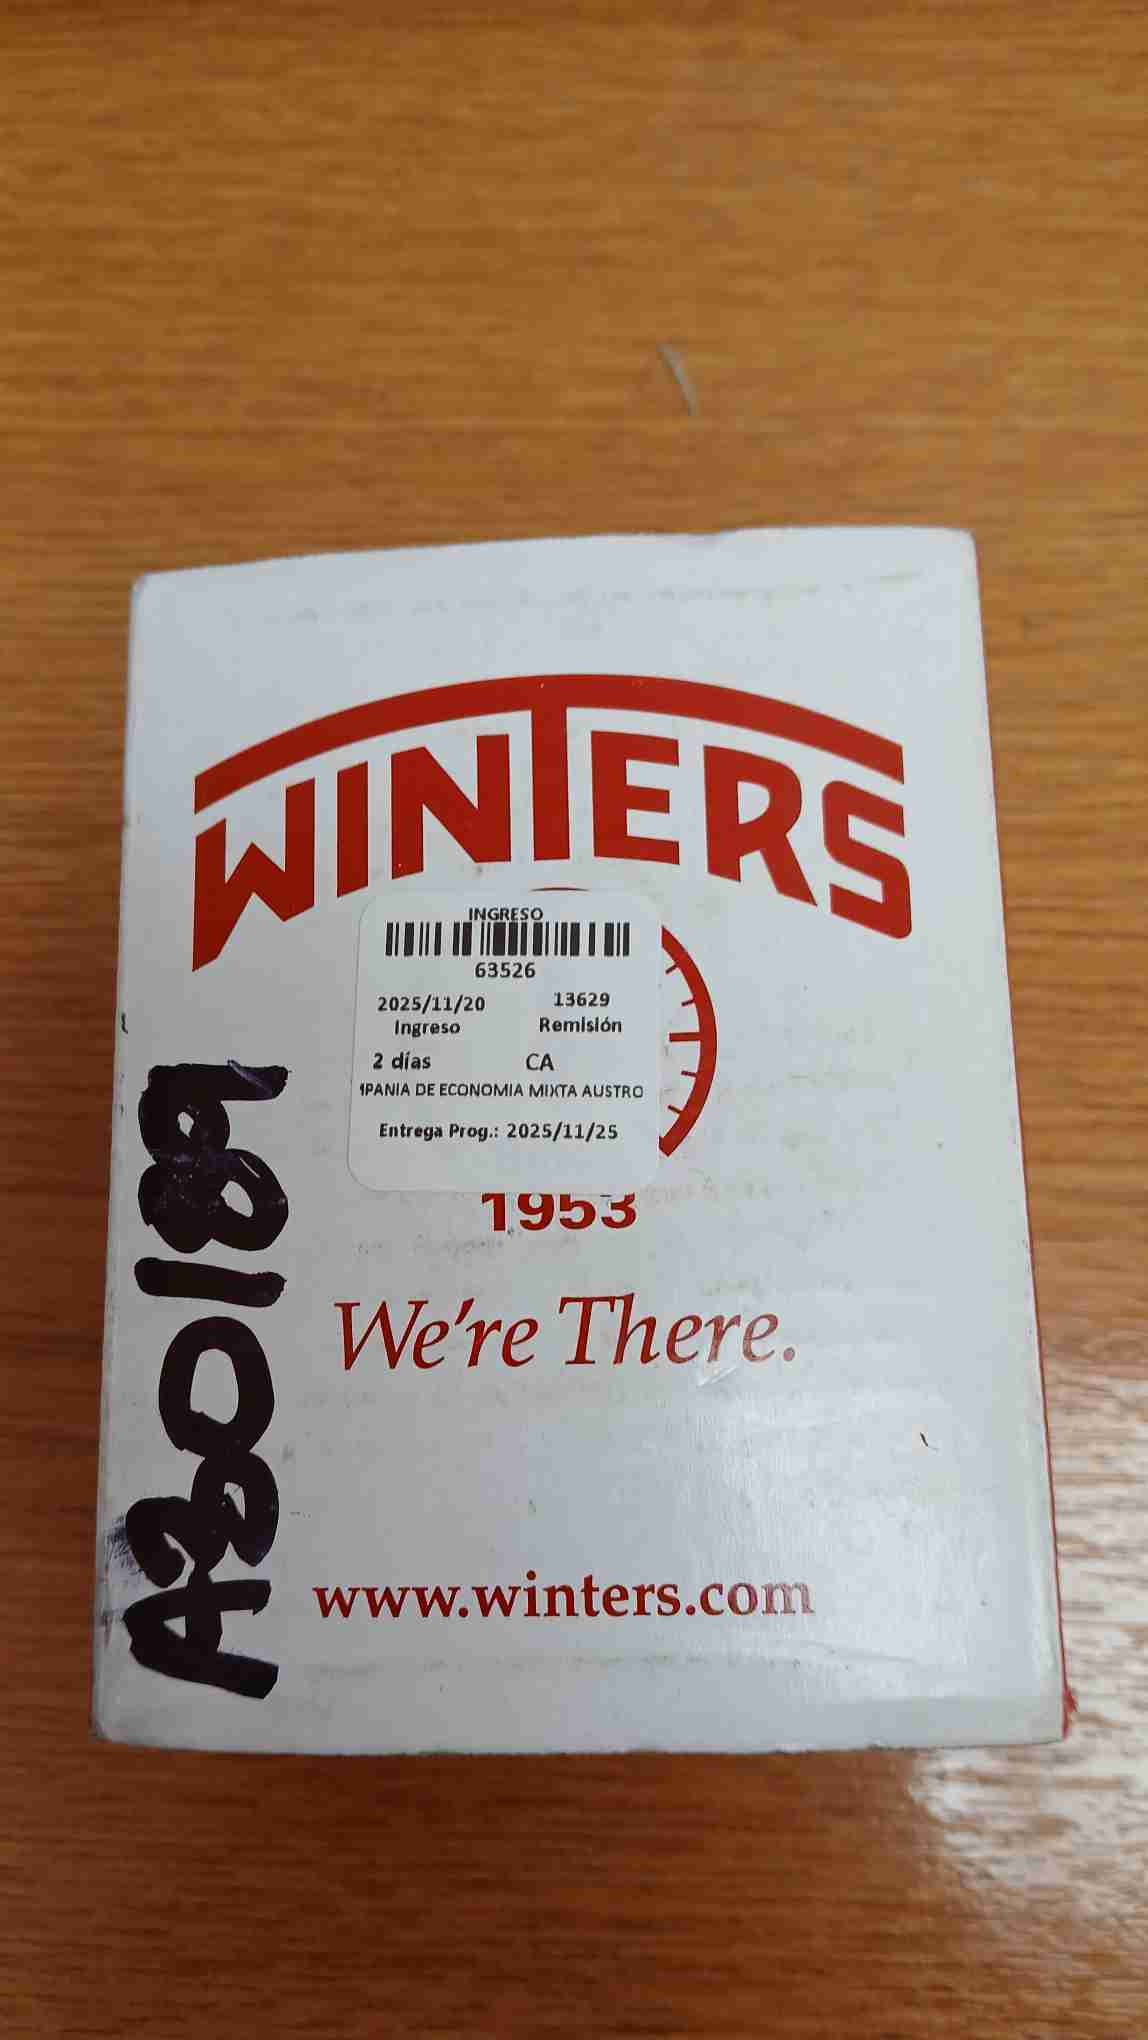 WINTERS
INGRESO
63526
2025/11/20 13629
Ingreso Remisión
2 días CA
IPANIA DE ECONOMIA MIXTA AUSTRO
Entrega Prog.: 2025/11/25
1953
We're There.
www.winters.com
A30189